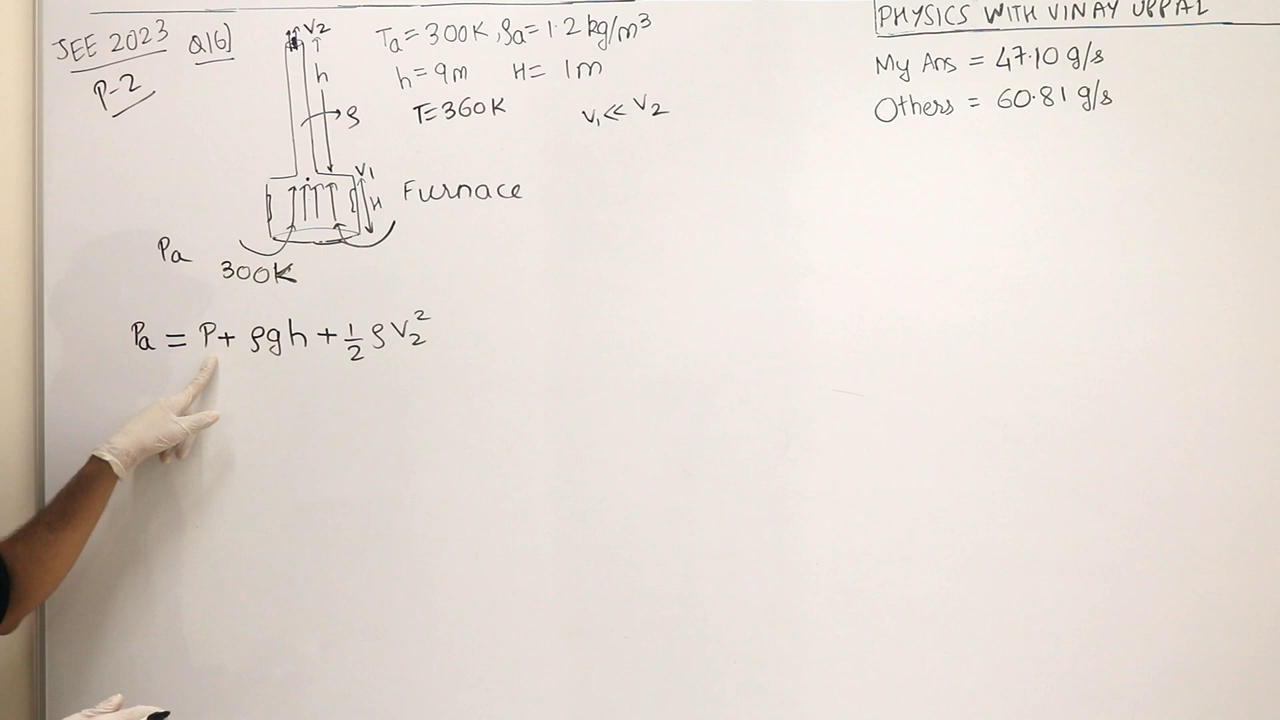 JEE 2023 Q16]
P-2
V2
h
ρ
V1
H
Furnace
Pa
300K
Ta = 300K, ρa = 1.2 kg/m³
h = 9m H = 1m
T = 360K V₁ << V₂
PHYSICS WITH VINAY UPPAL
My Ans = 47.10 g/s
Others = 60.81 g/s
Pa = P + ρgh + 1/2 ρV₂²